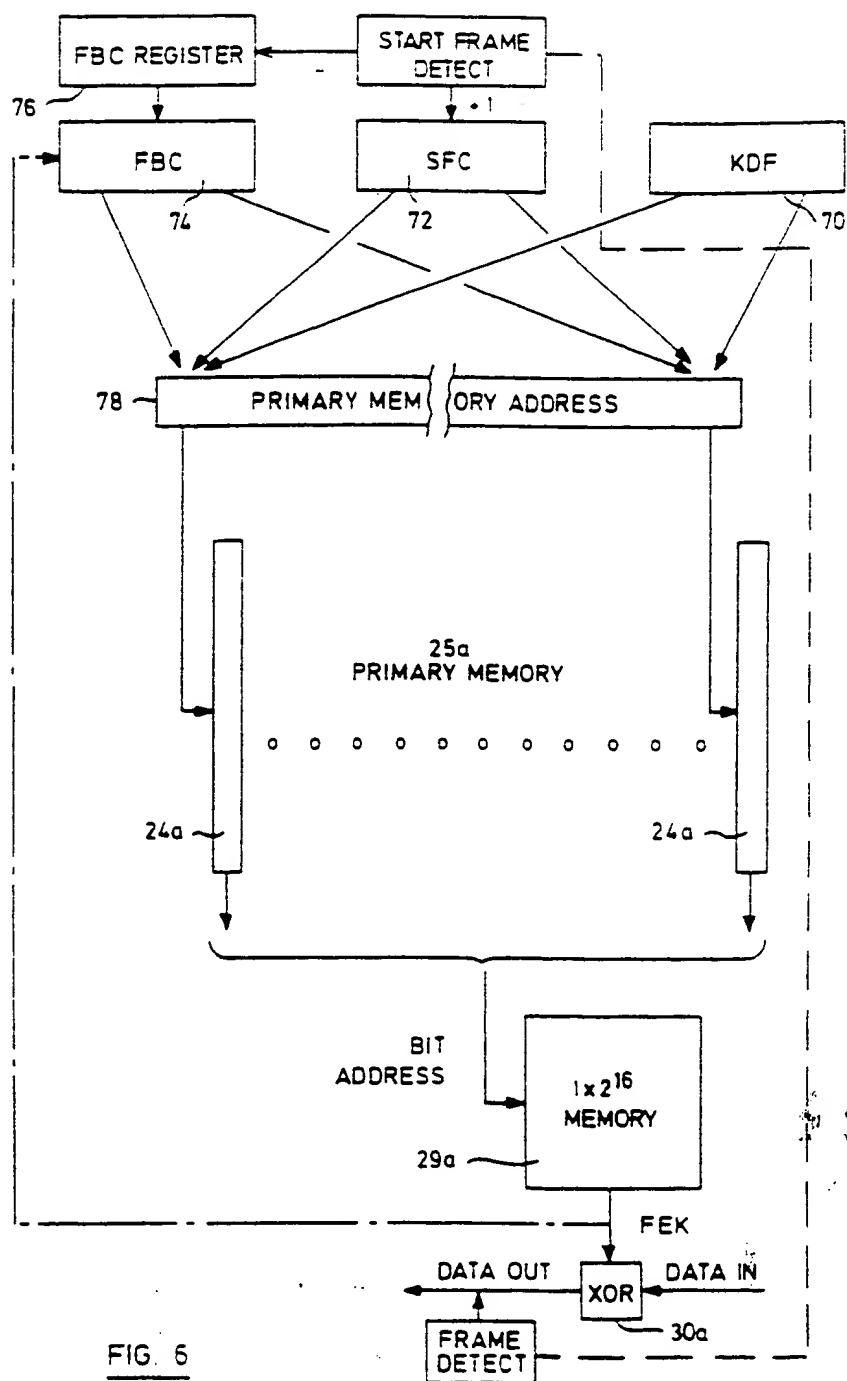 FBC REGISTER
START FRAME
DETECT
76
• 1
FBC
SFC
KDF
74
72
70
78
PRIMARY MEM
ORY ADDRESS
25a
PRIMARY MEMORY
o o o o o o o o o o o
24a
24a
BIT
ADDRESS
1 x 2¹⁶
MEMORY
29a
FEK
DATA OUT
XOR
DATA IN
30a
FRAME
DETECT
FIG. 6